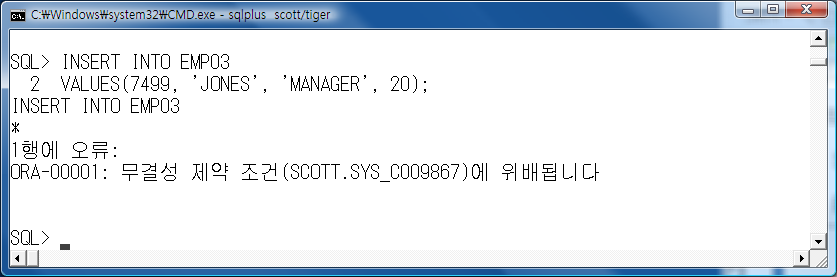 C:₩Windows₩system32₩CMD.exe - sqlplus  scott/tiger
SQL> INSERT INTO EMP03
  2  VALUES(7499, 'JONES', 'MANAGER', 20);
INSERT INTO EMP03
*
1행에 오류:
ORA-00001: 무결성 제약 조건(SCOTT.SYS_C009867)에 위배됩니다
SQL>